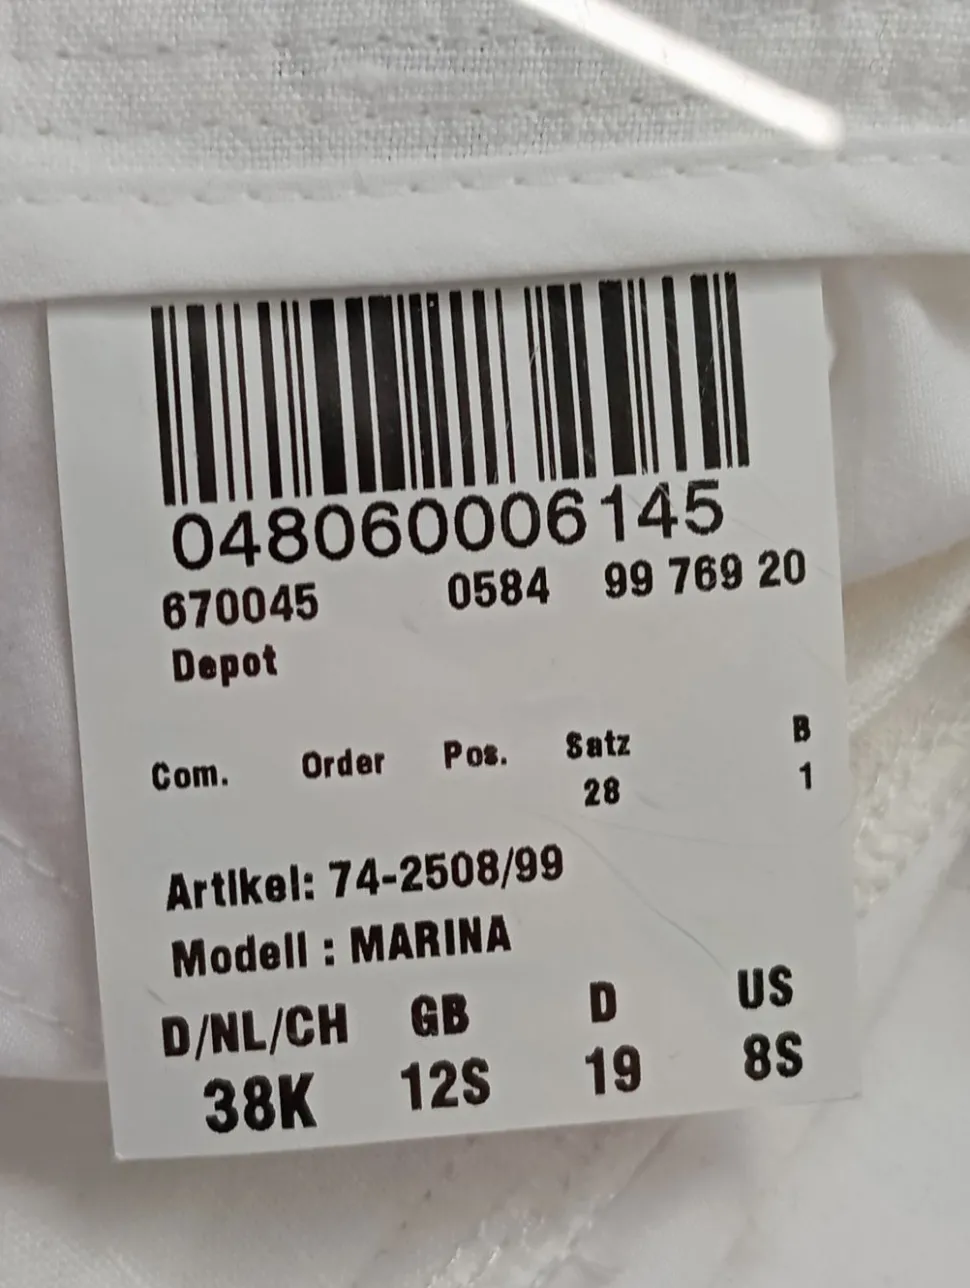 048060006145
670045 0584 99 769 20
Depot
Com. Order Pos. Satz B
28 1
Artikel: 74-2508/99
Modell : MARINA
D/NL/CH GB D US
38K 12S 19 8S